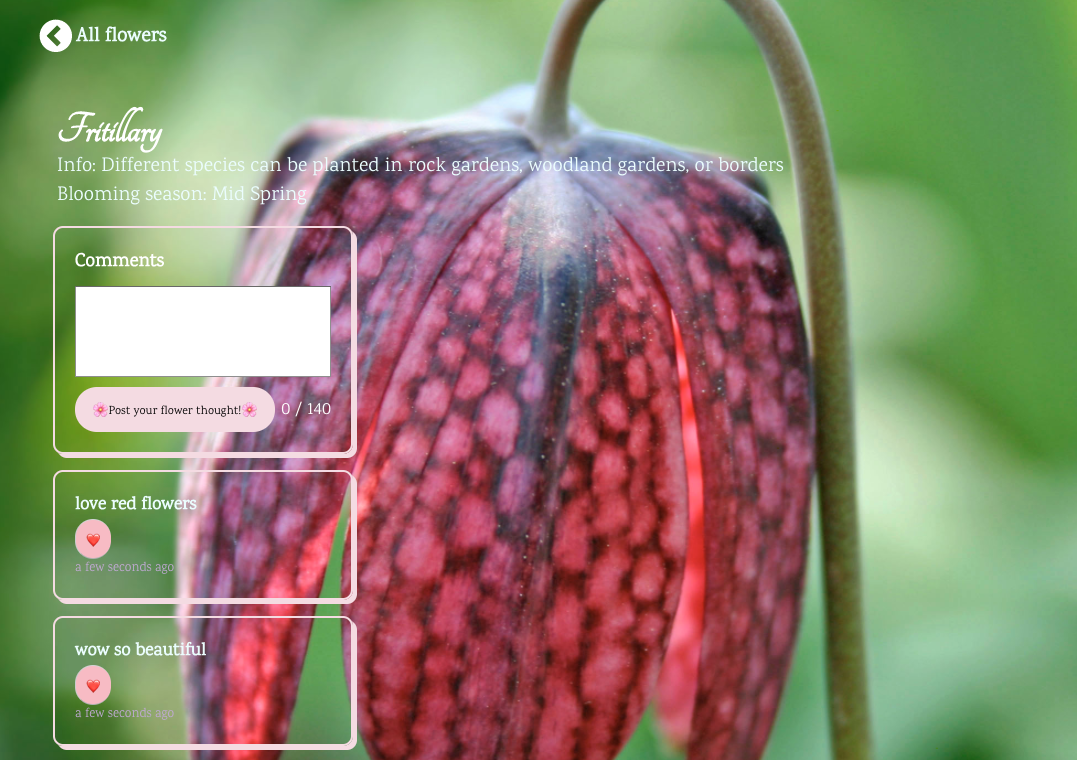 All flowers
Fritillary
Info: Different species can be planted in rock gardens, woodland gardens, or borders
Blooming season: Mid Spring
Comments
🌸Post your flower thought!🌸 0 / 140
love red flowers
❤️
a few seconds ago
wow so beautiful
❤️
a few seconds ago